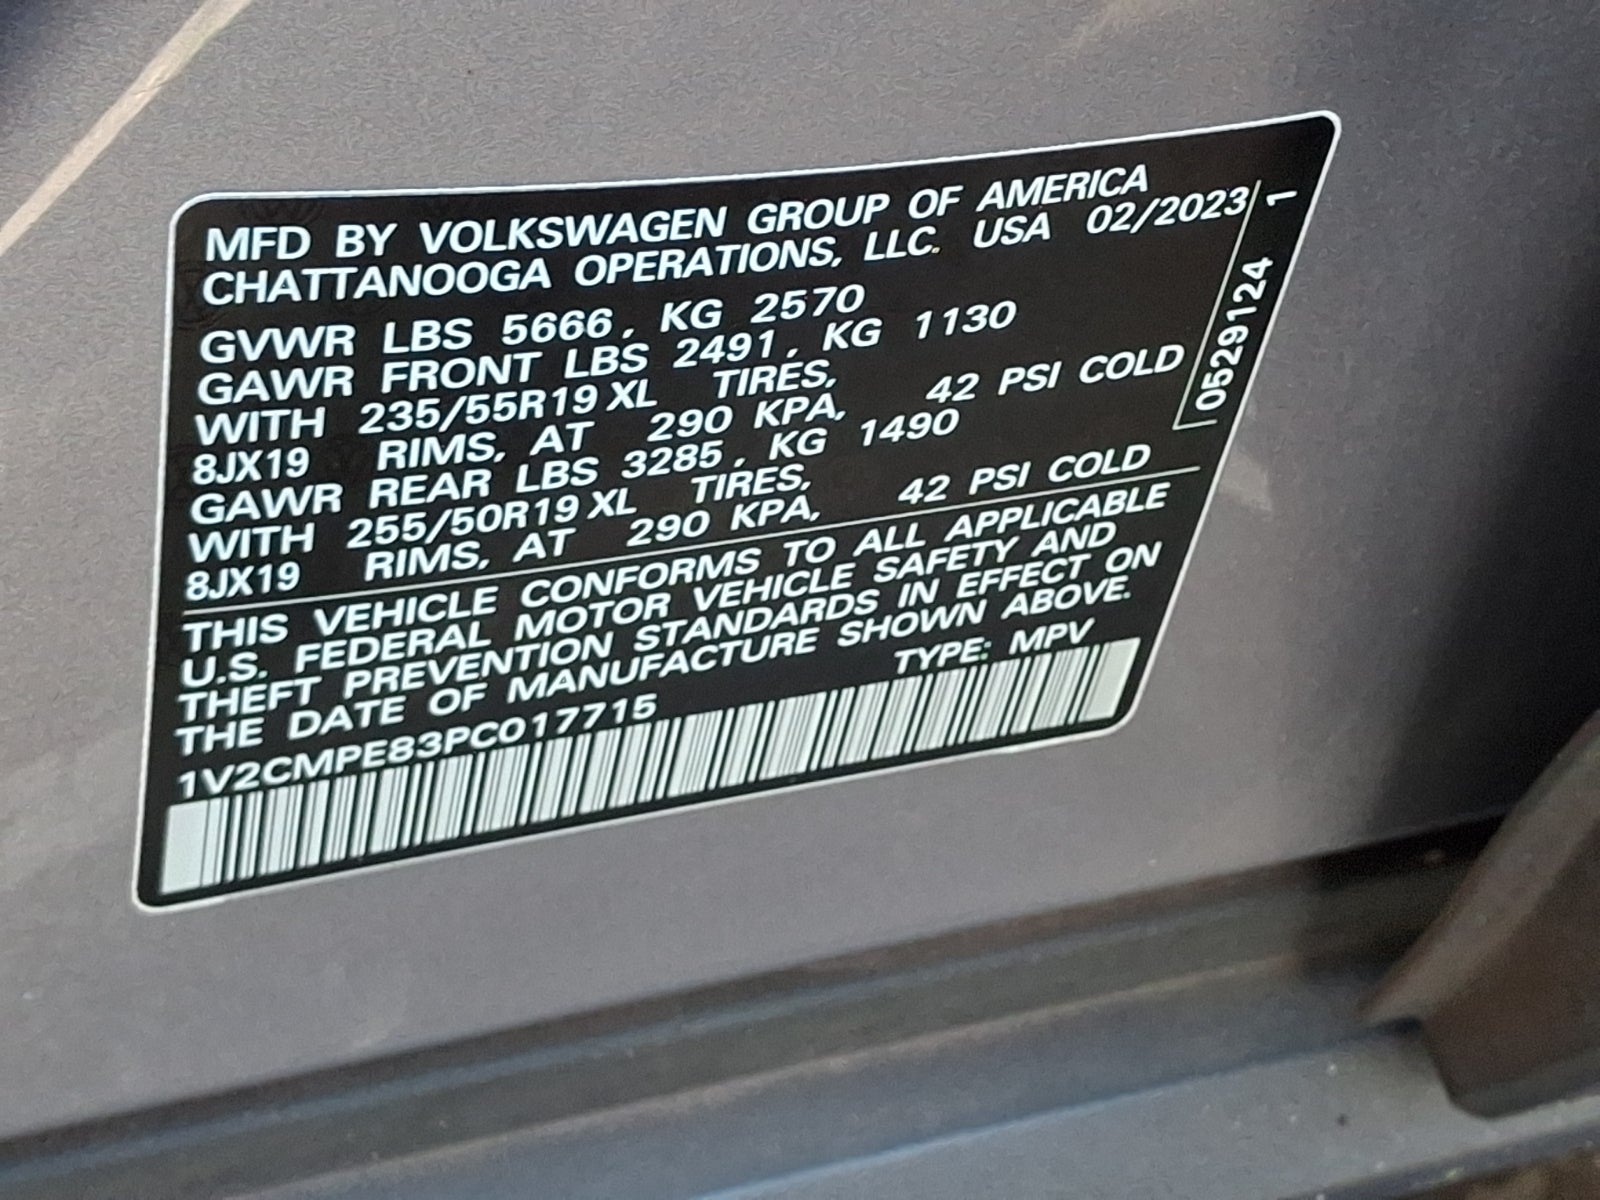 MFD BY VOLKSWAGEN GROUP OF AMERICA
CHATTANOOGA OPERATIONS, LLC. USA 02/2023
GVWR LBS 5666, KG 2570
GAWR FRONT LBS 2491, KG 1130
WITH 235/55R19 XL TIRES,
8JX19 RIMS, AT 290 KPA, 42 PSI COLD
GAWR REAR LBS 3285, KG 1490
WITH 255/50R19 XL TIRES,
8JX19 RIMS, AT 290 KPA, 42 PSI COLD
THIS VEHICLE CONFORMS TO ALL APPLICABLE
U.S. FEDERAL MOTOR VEHICLE SAFETY AND
THEFT PREVENTION STANDARDS IN EFFECT ON
THE DATE OF MANUFACTURE SHOWN ABOVE.
1V2CMPE83PC017715 TYPE: MPV
0529124 1